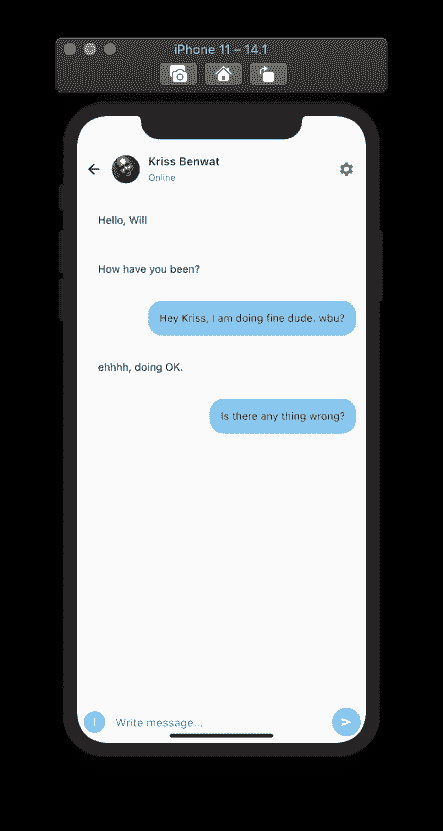 iPhone 11 – 14.1
Kriss Benwat
Online
Hello, Will
How have you been?
Hey Kriss, I am doing fine dude. wbu?
ehhhh, doing OK.
Is there any thing wrong?
Write message...